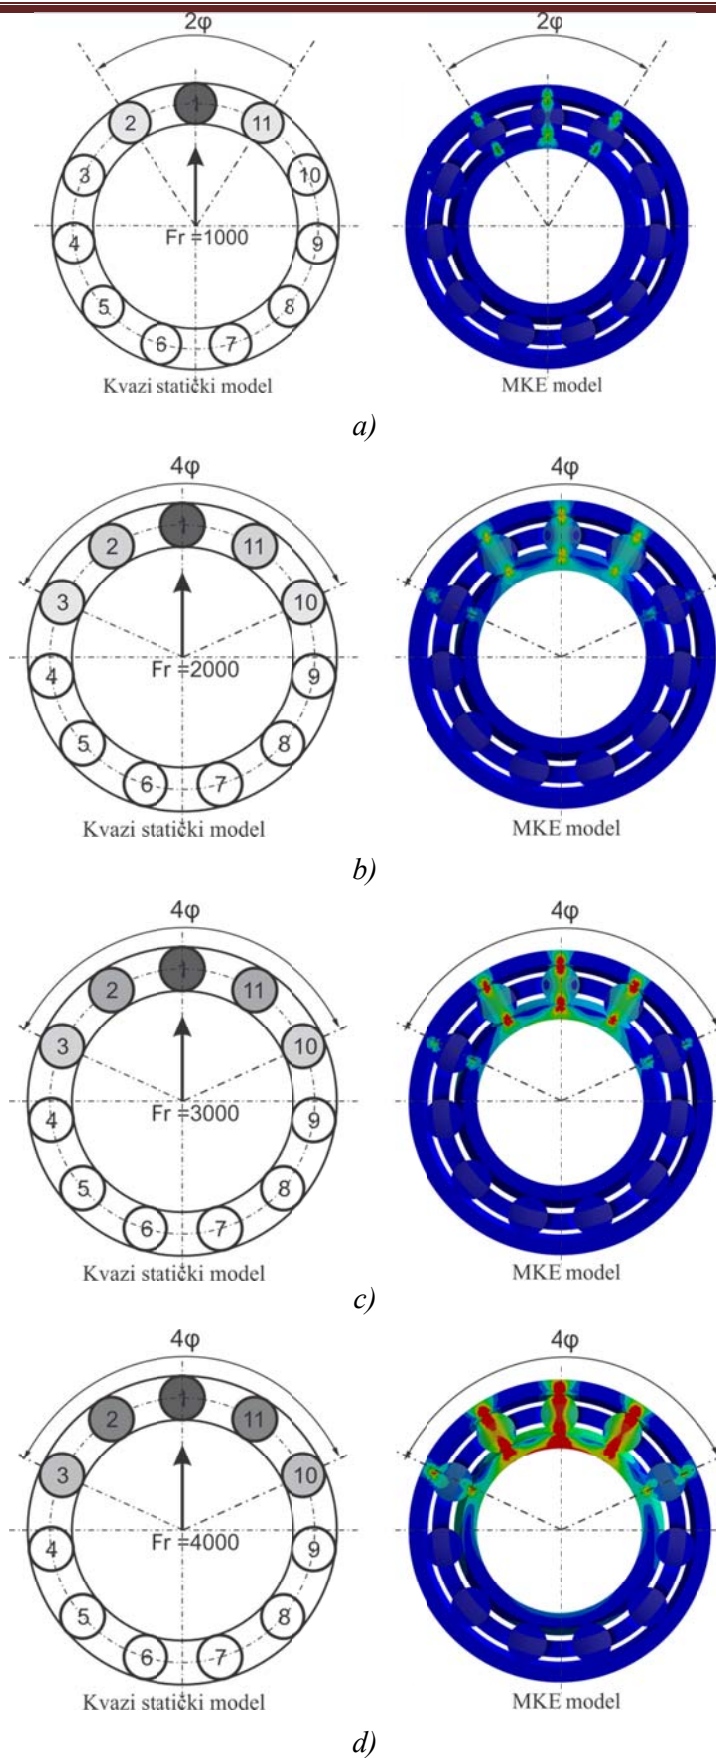 2φ 2φ
1
2 11
3 10
4 Fr =1000 9
5 8
6 7
Kvazi statički model MKE model
a)
4φ 4φ
1
2 11
3 10
4 Fr =2000 9
5 8
6 7
Kvazi statički model MKE model
b)
4φ 4φ
1
2 11
3 10
4 Fr =3000 9
5 8
6 7
Kvazi statički model MKE model
c)
4φ 4φ
1
2 11
3 10
4 Fr =4000 9
5 8
6 7
Kvazi statički model MKE model
d)